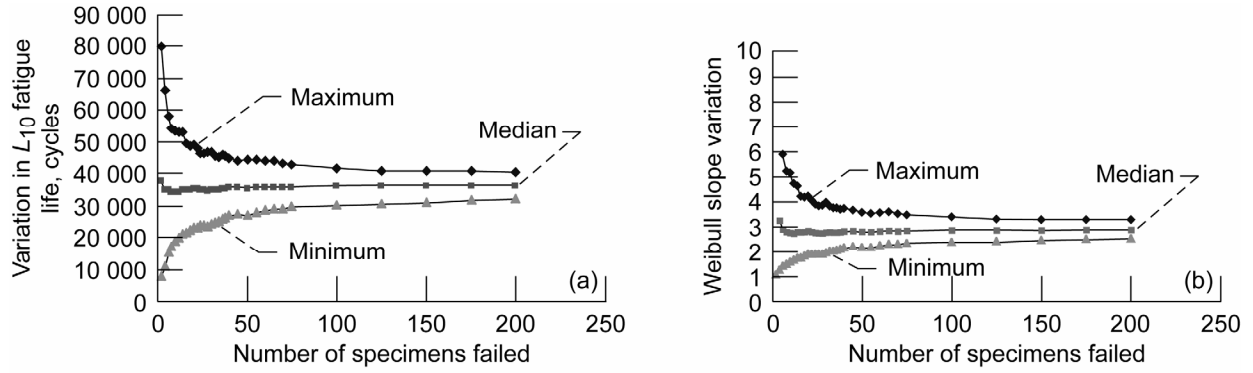 90 000
80 000
70 000
60 000
50 000
40 000
30 000
20 000
10 000
0
Variation in L10 fatigue
life, cycles
Maximum
Median
Minimum
(a)
0 50 100 150 200 250
Number of specimens failed
10
9
8
7
6
5
4
3
2
1
0
Weibull slope variation
Maximum
Median
Minimum
(b)
0 50 100 150 200 250
Number of specimens failed